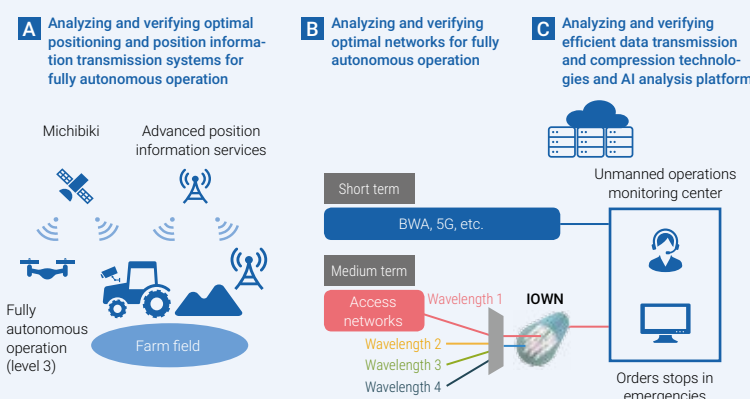 A
Analyzing and verifying optimal
positioning and position informa-
tion transmission systems for
fully autonomous operation
Michibiki
Advanced position
information services
Fully
autonomous
operation
(level 3)
Farm field
B
Analyzing and verifying
optimal networks for fully
autonomous operation
Short term
BWA, 5G, etc.
Medium term
Access
networks
Wavelength 1
Wavelength 2
Wavelength 3
Wavelength 4
IOWN
C
Analyzing and verifying
efficient data transmission
and compression technolo-
gies and AI analysis platform
Unmanned operations
monitoring center
Orders stops in
emergencies